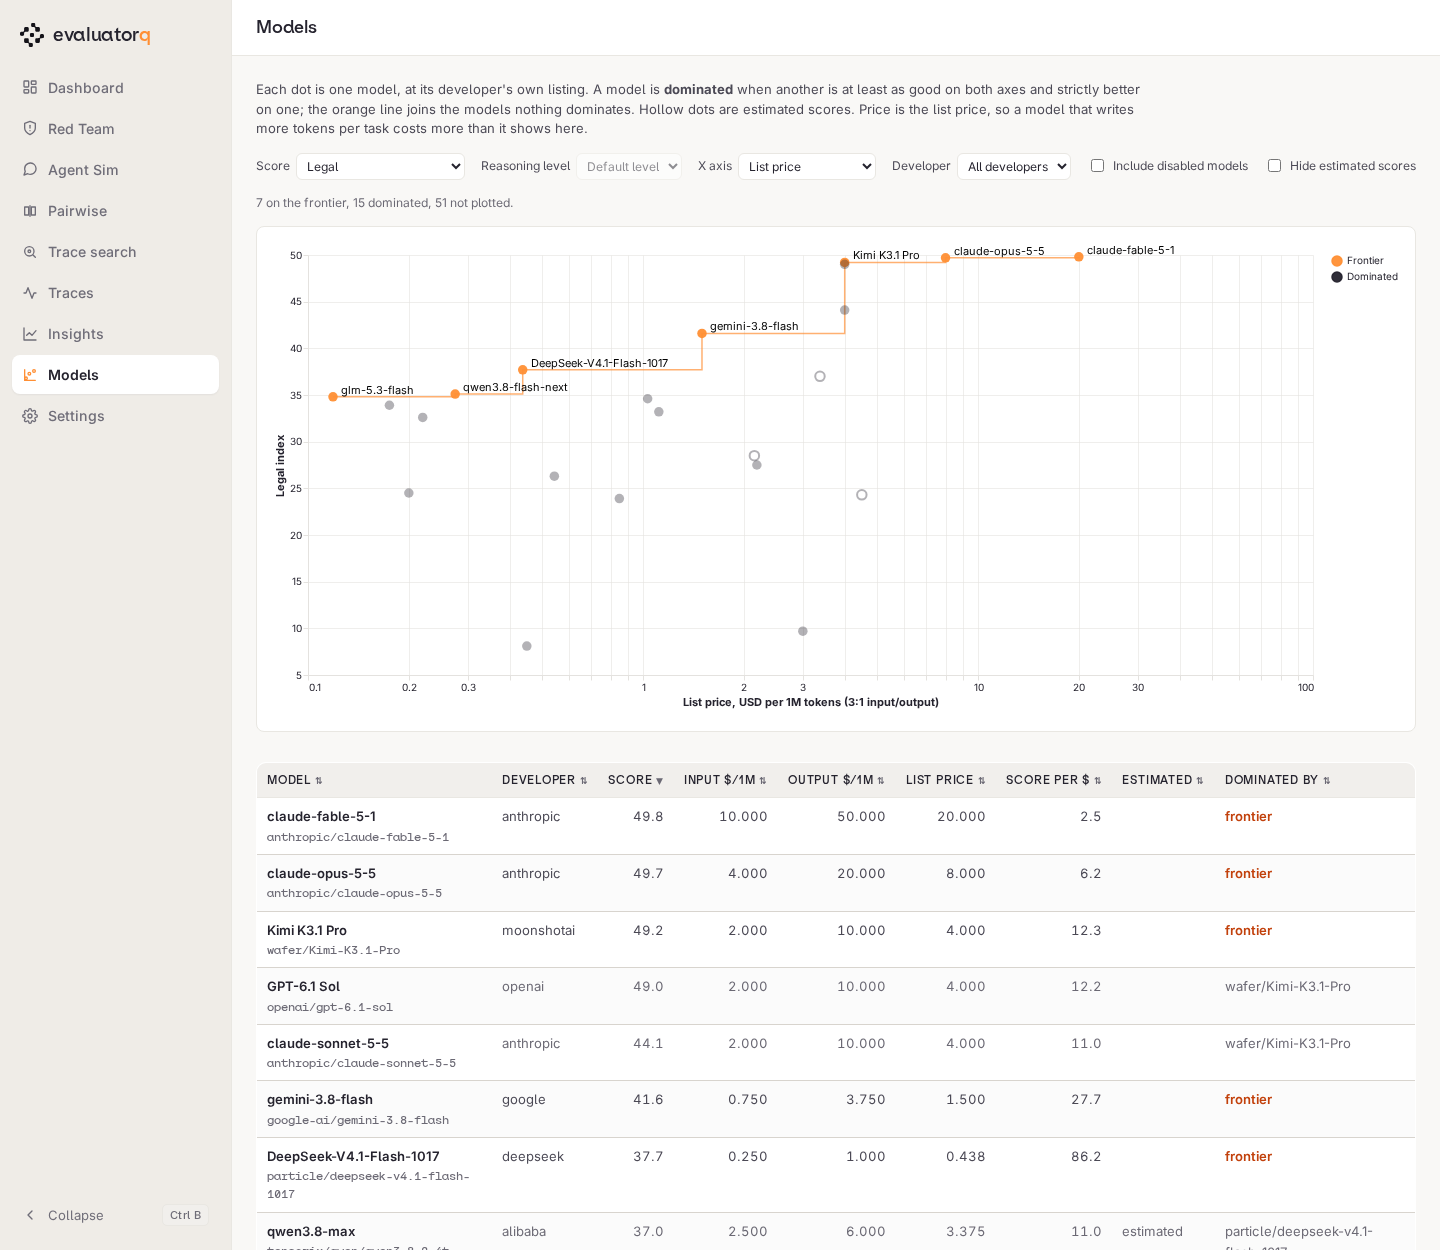 evaluatorq
Dashboard
Red Team
Agent Sim
Pairwise
Trace search
Traces
Insights
Models
Settings
Collapse
Ctrl B
Models
Each dot is one model, at its developer's own listing. A model is dominated when another is at least as good on both axes and strictly better
on one; the orange line joins the models nothing dominates. Hollow dots are estimated scores. Price is the list price, so a model that writes
more tokens per task costs more than it shows here.
Score Legal Reasoning level Default level X axis List price Developer All developers Include disabled models Hide estimated scores
7 on the frontier, 15 dominated, 51 not plotted.
50
45
40
35
30
25
20
15
10
5
Legal index
glm-5.3-flash
qwen3.8-flash-next
DeepSeek-V4.1-Flash-1017
gemini-3.8-flash
Kimi K3.1 Pro
claude-opus-5-5
claude-fable-5-1
Frontier
Dominated
0.1 0.2 0.3 1 2 3 10 20 30 100
List price, USD per 1M tokens (3:1 input/output)
MODEL DEVELOPER SCORE INPUT $/1M OUTPUT $/1M LIST PRICE SCORE PER $ ESTIMATED DOMINATED BY
claude-fable-5-1 anthropic 49.8 10.000 50.000 20.000 2.5 frontier
anthropic/claude-fable-5-1
claude-opus-5-5 anthropic 49.7 4.000 20.000 8.000 6.2 frontier
anthropic/claude-opus-5-5
Kimi K3.1 Pro moonshotai 49.2 2.000 10.000 4.000 12.3 frontier
wafer/Kimi-K3.1-Pro
GPT-6.1 Sol openai 49.0 2.000 10.000 4.000 12.2 wafer/Kimi-K3.1-Pro
openai/gpt-6.1-sol
claude-sonnet-5-5 anthropic 44.1 2.000 10.000 4.000 11.0 wafer/Kimi-K3.1-Pro
anthropic/claude-sonnet-5-5
gemini-3.8-flash google 41.6 0.750 3.750 1.500 27.7 frontier
google-ai/gemini-3.8-flash
DeepSeek-V4.1-Flash-1017 deepseek 37.7 0.250 1.000 0.438 86.2 frontier
particle/deepseek-v4.1-flash-
1017
qwen3.8-max alibaba 37.0 2.500 6.000 3.375 11.0 estimated particle/deepseek-v4.1-